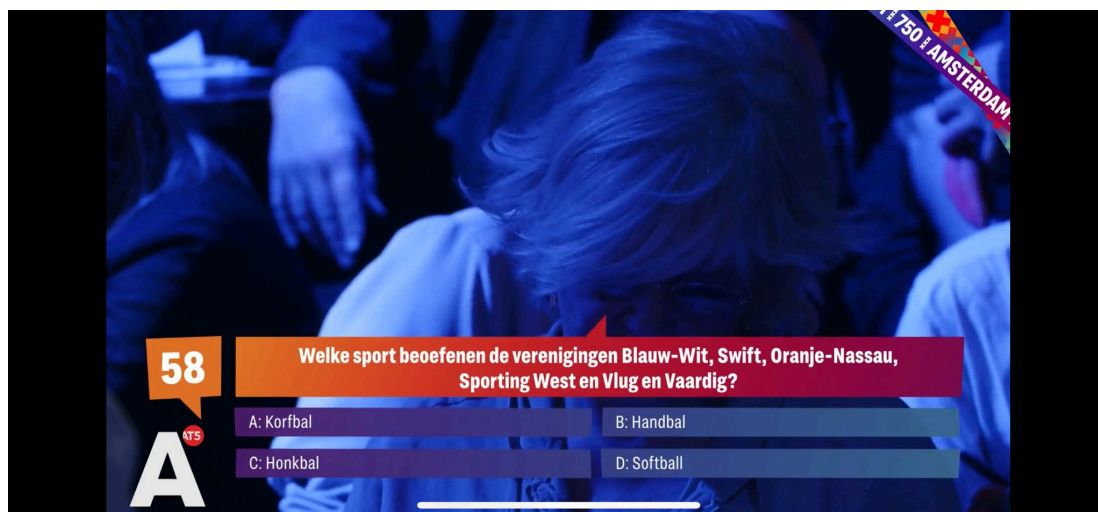 750
AMSTERDAM
58
Welke sport beoefenen de verenigingen Blauw-Wit, Swift, Oranje-Nassau,
Sporting West en Vlug en Vaardig?
A: Korfbal
B: Handbal
C: Honkbal
D: Softball
AT5
A